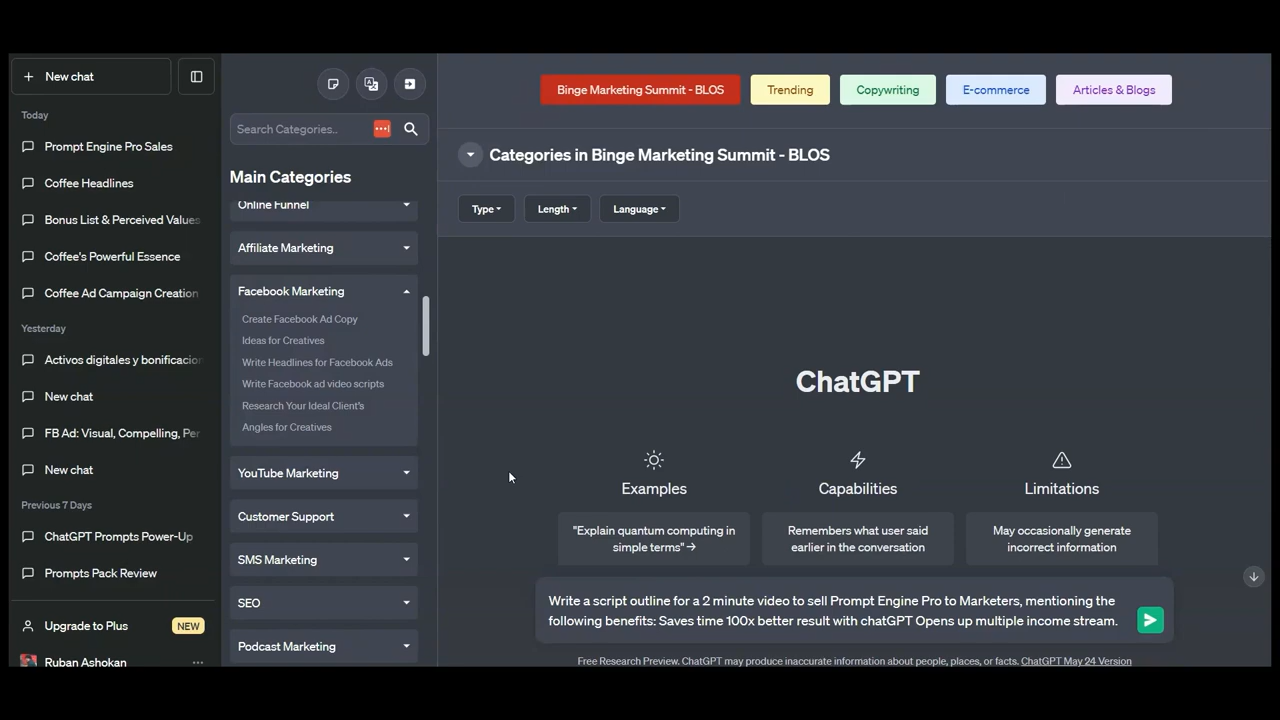 New chat
Today
Prompt Engine Pro Sales
Coffee Headlines
Bonus List & Perceived Values
Coffee's Powerful Essence
Coffee Ad Campaign Creation
Yesterday
Activos digitales y bonificacion
New chat
FB Ad: Visual, Compelling, Per
New chat
Previous 7 Days
ChatGPT Prompts Power-Up
Prompts Pack Review
Upgrade to Plus
NEW
Ruban Ashokan
Search Categories..
Main Categories
Online Funnel
Affiliate Marketing
Facebook Marketing
Create Facebook Ad Copy
Ideas for Creatives
Write Headlines for Facebook Ads
Write Facebook ad video scripts
Research Your Ideal Client's
Angles for Creatives
YouTube Marketing
Customer Support
SMS Marketing
SEO
Podcast Marketing
Binge Marketing Summit - BLOS
Trending
Copywriting
E-commerce
Articles & Blogs
Categories in Binge Marketing Summit - BLOS
Type
Length
Language
ChatGPT
Examples
Capabilities
Limitations
"Explain quantum computing in
simple terms" →
Remembers what user said
earlier in the conversation
May occasionally generate
incorrect information
Write a script outline for a 2 minute video to sell Prompt Engine Pro to Marketers, mentioning the
following benefits: Saves time 100x better result with chatGPT Opens up multiple income stream.
Free Research Preview. ChatGPT may produce inaccurate information about people, places, or facts. ChatGPT May 24 Version